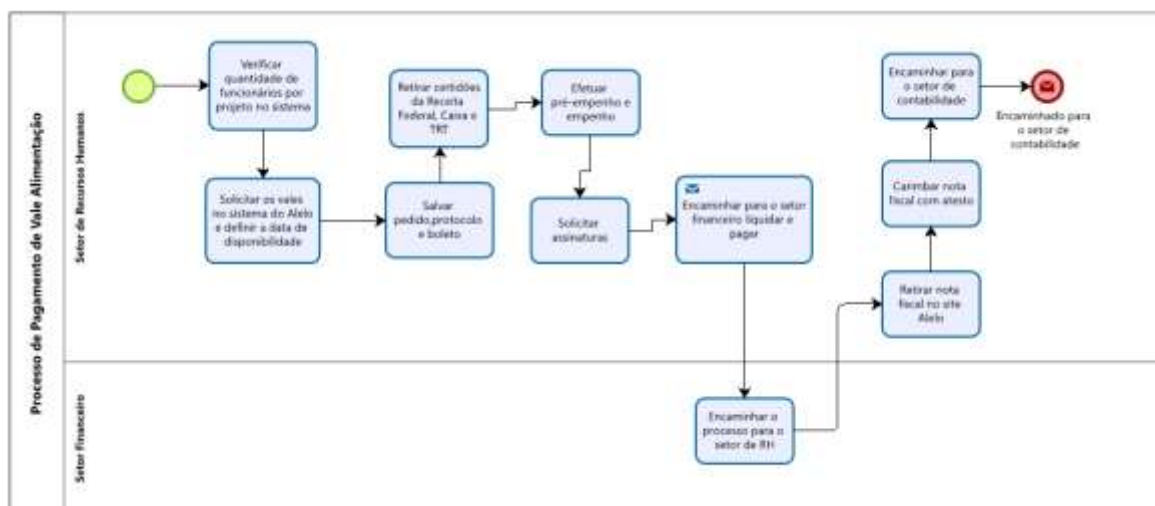 Processo de Pagamento de Vale Alimentação
Setor de Recursos Humanos
Verificar
quantidade de
funcionários por
projeto no sistema
Solicitar os vales
no sistema do Alelo
e definir a data de
disponibilidade
Salvar
pedido,protocolo
e boleto
Retirar certidões
da Receita
Federal, Caixa e
TRT
Efetuar
pré-empenho e
empenho
Solicitar
assinaturas
Encaminhar para o setor
financeiro liquidar e
pagar
Setor Financeiro
Encaminhar o
processo para o
setor de RH
Retirar nota
fiscal no site
Alelo
Carimbar nota
fiscal com atesto
Encaminhar para
o setor de
contabilidade
Encaminhado para
o setor de
contabilidade